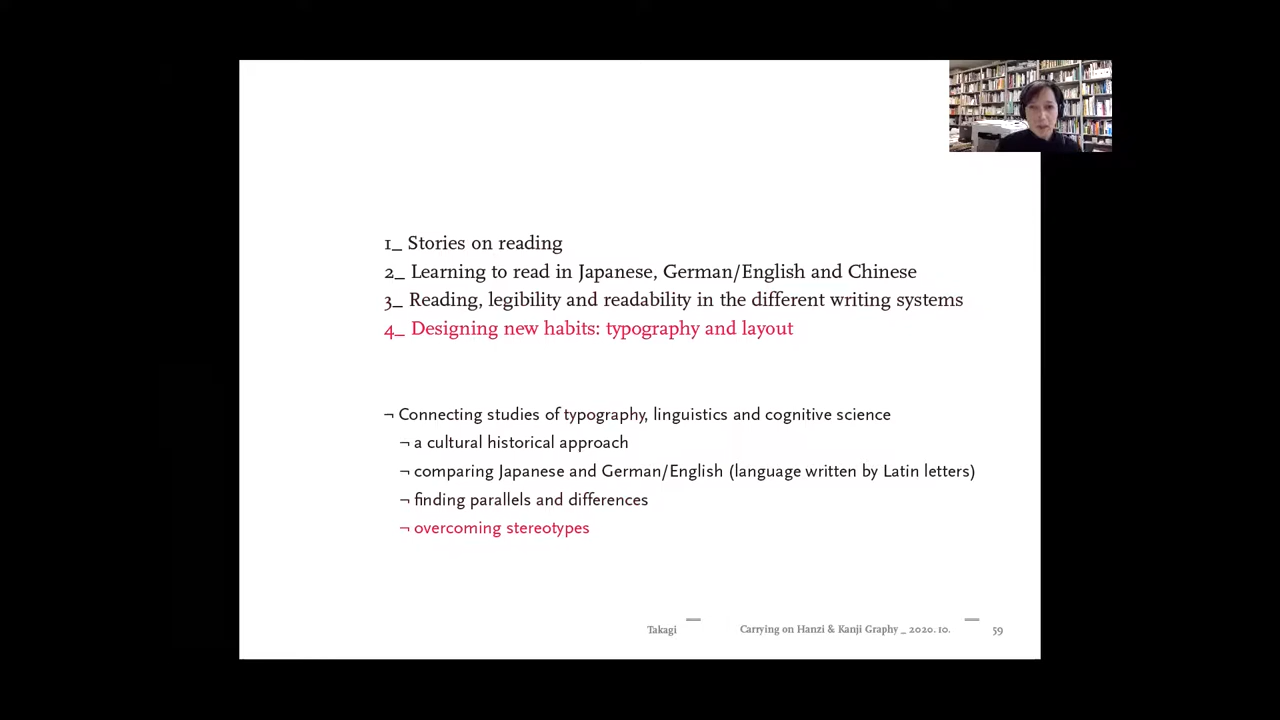 1_ Stories on reading
2_ Learning to read in Japanese, German/English and Chinese
3_ Reading, legibility and readability in the different writing systems
4_ Designing new habits: typography and layout
¬ Connecting studies of typography, linguistics and cognitive science
¬ a cultural historical approach
¬ comparing Japanese and German/English (language written by Latin letters)
¬ finding parallels and differences
¬ overcoming stereotypes
Takagi — Carrying on Hanzi & Kanji Graphy _ 2020. 10. — 59